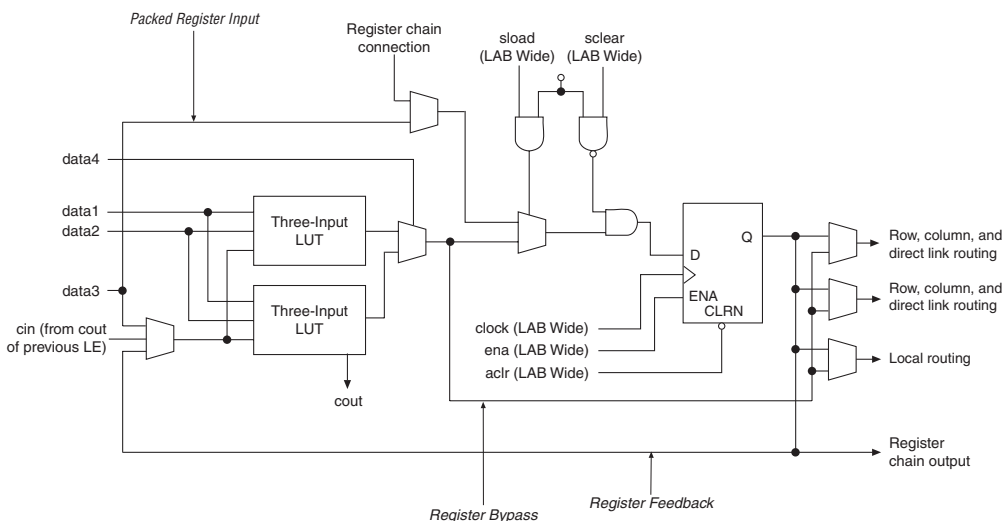 Packed Register Input
Register chain
connection
sload
(LAB Wide)
sclear
(LAB Wide)
data4
data1
data2
data3
cin (from cout
of previous LE)
Three-Input
LUT
Three-Input
LUT
cout
clock (LAB Wide)
ena (LAB Wide)
aclr (LAB Wide)
Q
D
ENA
CLRN
Row, column, and
direct link routing
Row, column, and
direct link routing
Local routing
Register
chain output
Register Bypass
Register Feedback